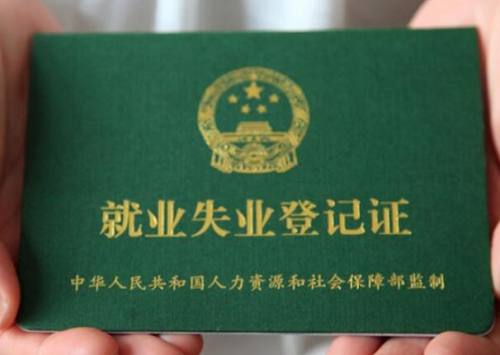 就业失业登记证
中华人民共和国人力资源和社会保障部监制